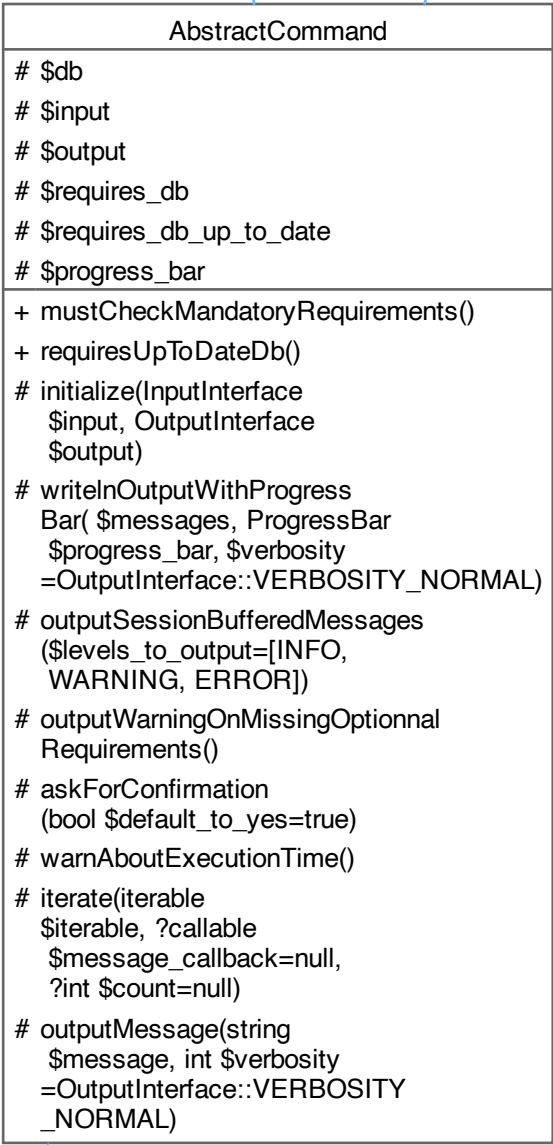 AbstractCommand
# $db
# $input
# $output
# $requires_db
# $requires_db_up_to_date
# $progress_bar
+ mustCheckMandatoryRequirements()
+ requiresUpToDateDb()
# initialize(InputInterface
$input, OutputInterface
$output)
# writelnOutputWithProgress
Bar( $messages, ProgressBar
$progress_bar, $verbosity
=OutputInterface::VERBOSITY_NORMAL)
# outputSessionBufferedMessages
($levels_to_output=[INFO,
WARNING, ERROR])
# outputWarningOnMissingOptionnal
Requirements()
# askForConfirmation
(bool $default_to_yes=true)
# warnAboutExecutionTime()
# iterate(iterable
$iterable, ?callable
$message_callback=null,
?int $count=null)
# outputMessage(string
$message, int $verbosity
=OutputInterface::VERBOSITY
_NORMAL)